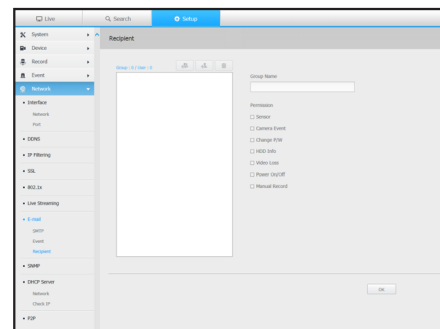 Live
Search
Setup
System
Device
Record
Event
Network
Interface
Network
Port
DDNS
IP Filtering
SSL
802.1x
Live Streaming
E-mail
SMTP
Event
Recipient
SNMP
DHCP Server
Network
Check IP
P2P
Recipient
Group : 0 / User : 0
Group Name
Permission
Sensor
Camera Event
Change P/W
HDD Info
Video Loss
Power On/Off
Manual Record
OK